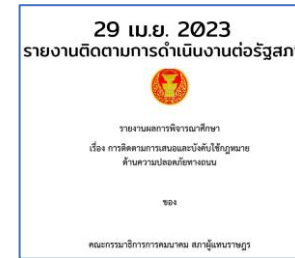 29 เม.ย. 2023
รายงานติดตามการดำเนินงานต่อรัฐสภ
รายงานผลการพิจารณาศึกษา
เรื่อง การติดตามการเสนอและบังคับใช้กฎหมาย
ด้านความปลอดภัยทางถนน
ของ
คณะกรรมาธิการการคมนาคม สภาผู้แทนราษฎร